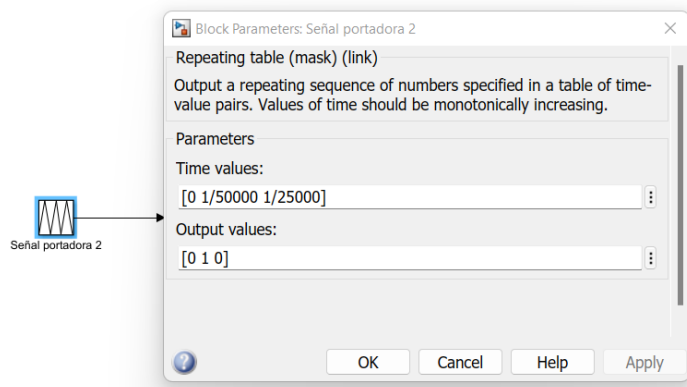 Block Parameters: Señal portadora 2
Repeating table (mask) (link)
Output a repeating sequence of numbers specified in a table of time-
value pairs. Values of time should be monotonically increasing.
Parameters
Time values:
[0 1/50000 1/25000]
Output values:
[0 1 0]
Señal portadora 2
OK Cancel Help Apply